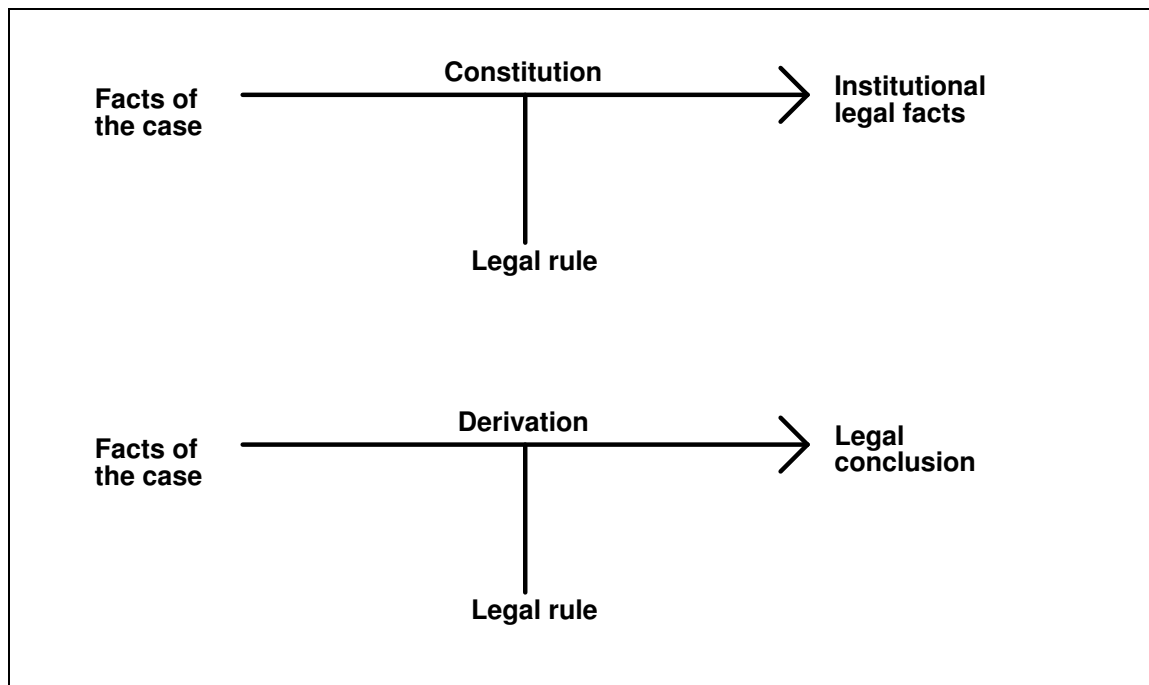 Constitution
Facts of
the case
Institutional
legal facts
Legal rule
Derivation
Facts of
the case
Legal
conclusion
Legal rule